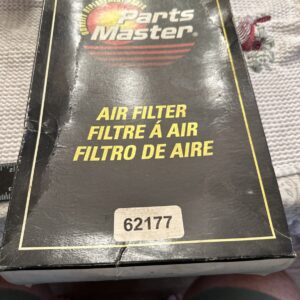 Parts
Master®
AIR FILTER
FILTRE Á AIR
FILTRO DE AIRE
62177